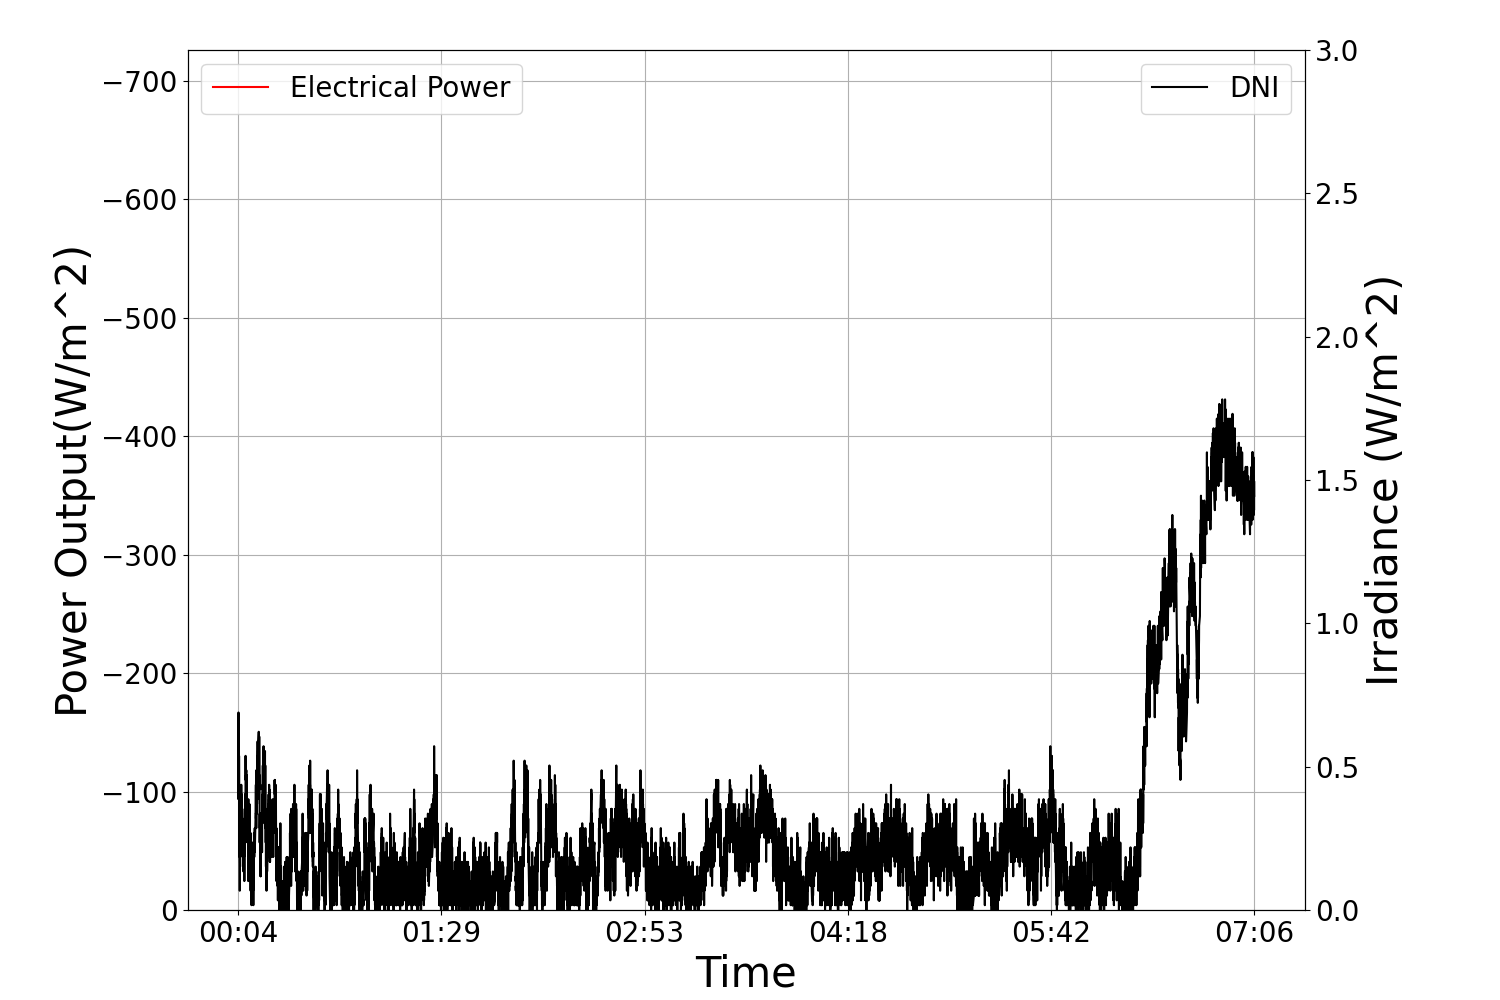 Electrical Power
DNI
Power Output(W/m^2)
−700
−600
−500
−400
−300
−200
−100
0
3.0
2.5
2.0
1.5
1.0
0.5
0.0
Irradiance (W/m^2)
00:04 01:29 02:53 04:18 05:42 07:06
Time